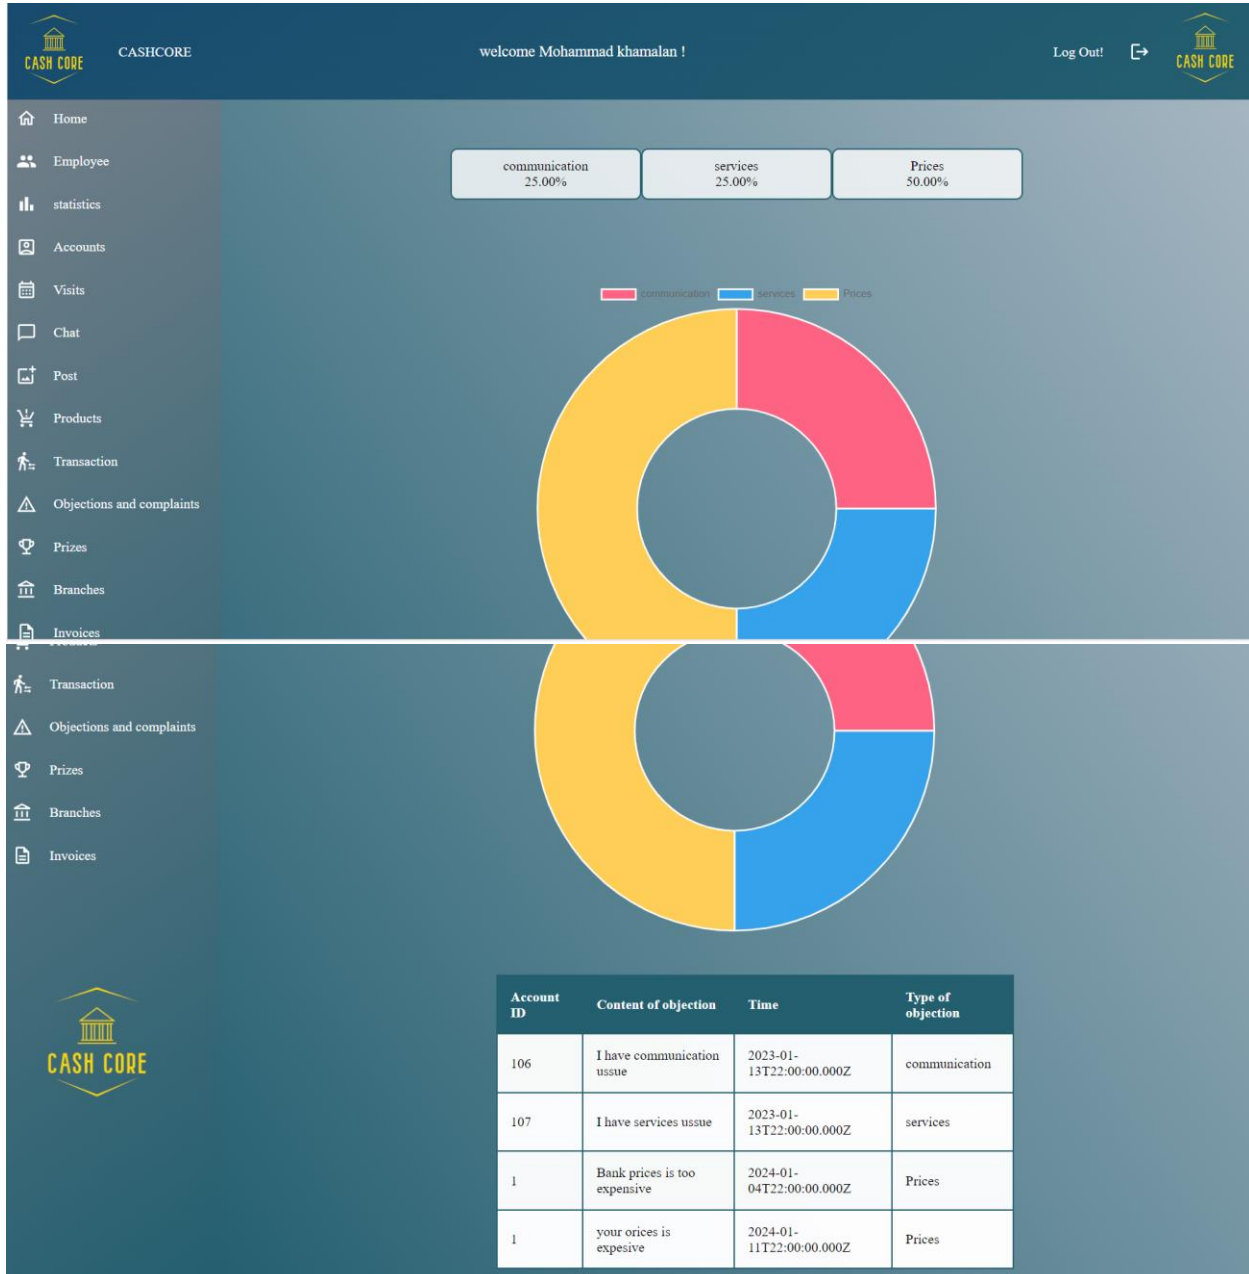 CASH CORE
CASHCORE
welcome Mohammad khamalan !
Log Out!
CASH CORE
Home
Employee
statistics
Accounts
Visits
Chat
Post
Products
Transaction
Objections and complaints
Prizes
Branches
Invoices
communication
25.00%
services
25.00%
Prices
50.00%
communication services Prices
Products
Transaction
Objections and complaints
Prizes
Branches
Invoices
CASH CORE
Account
ID
Content of objection
Time
Type of
objection
106
I have communication
ussue
2023-01-
13T22:00:00.000Z
communication
107
I have services ussue
2023-01-
13T22:00:00.000Z
services
1
Bank prices is too
expensive
2024-01-
04T22:00:00.000Z
Prices
1
your orices is
expesive
2024-01-
11T22:00:00.000Z
Prices